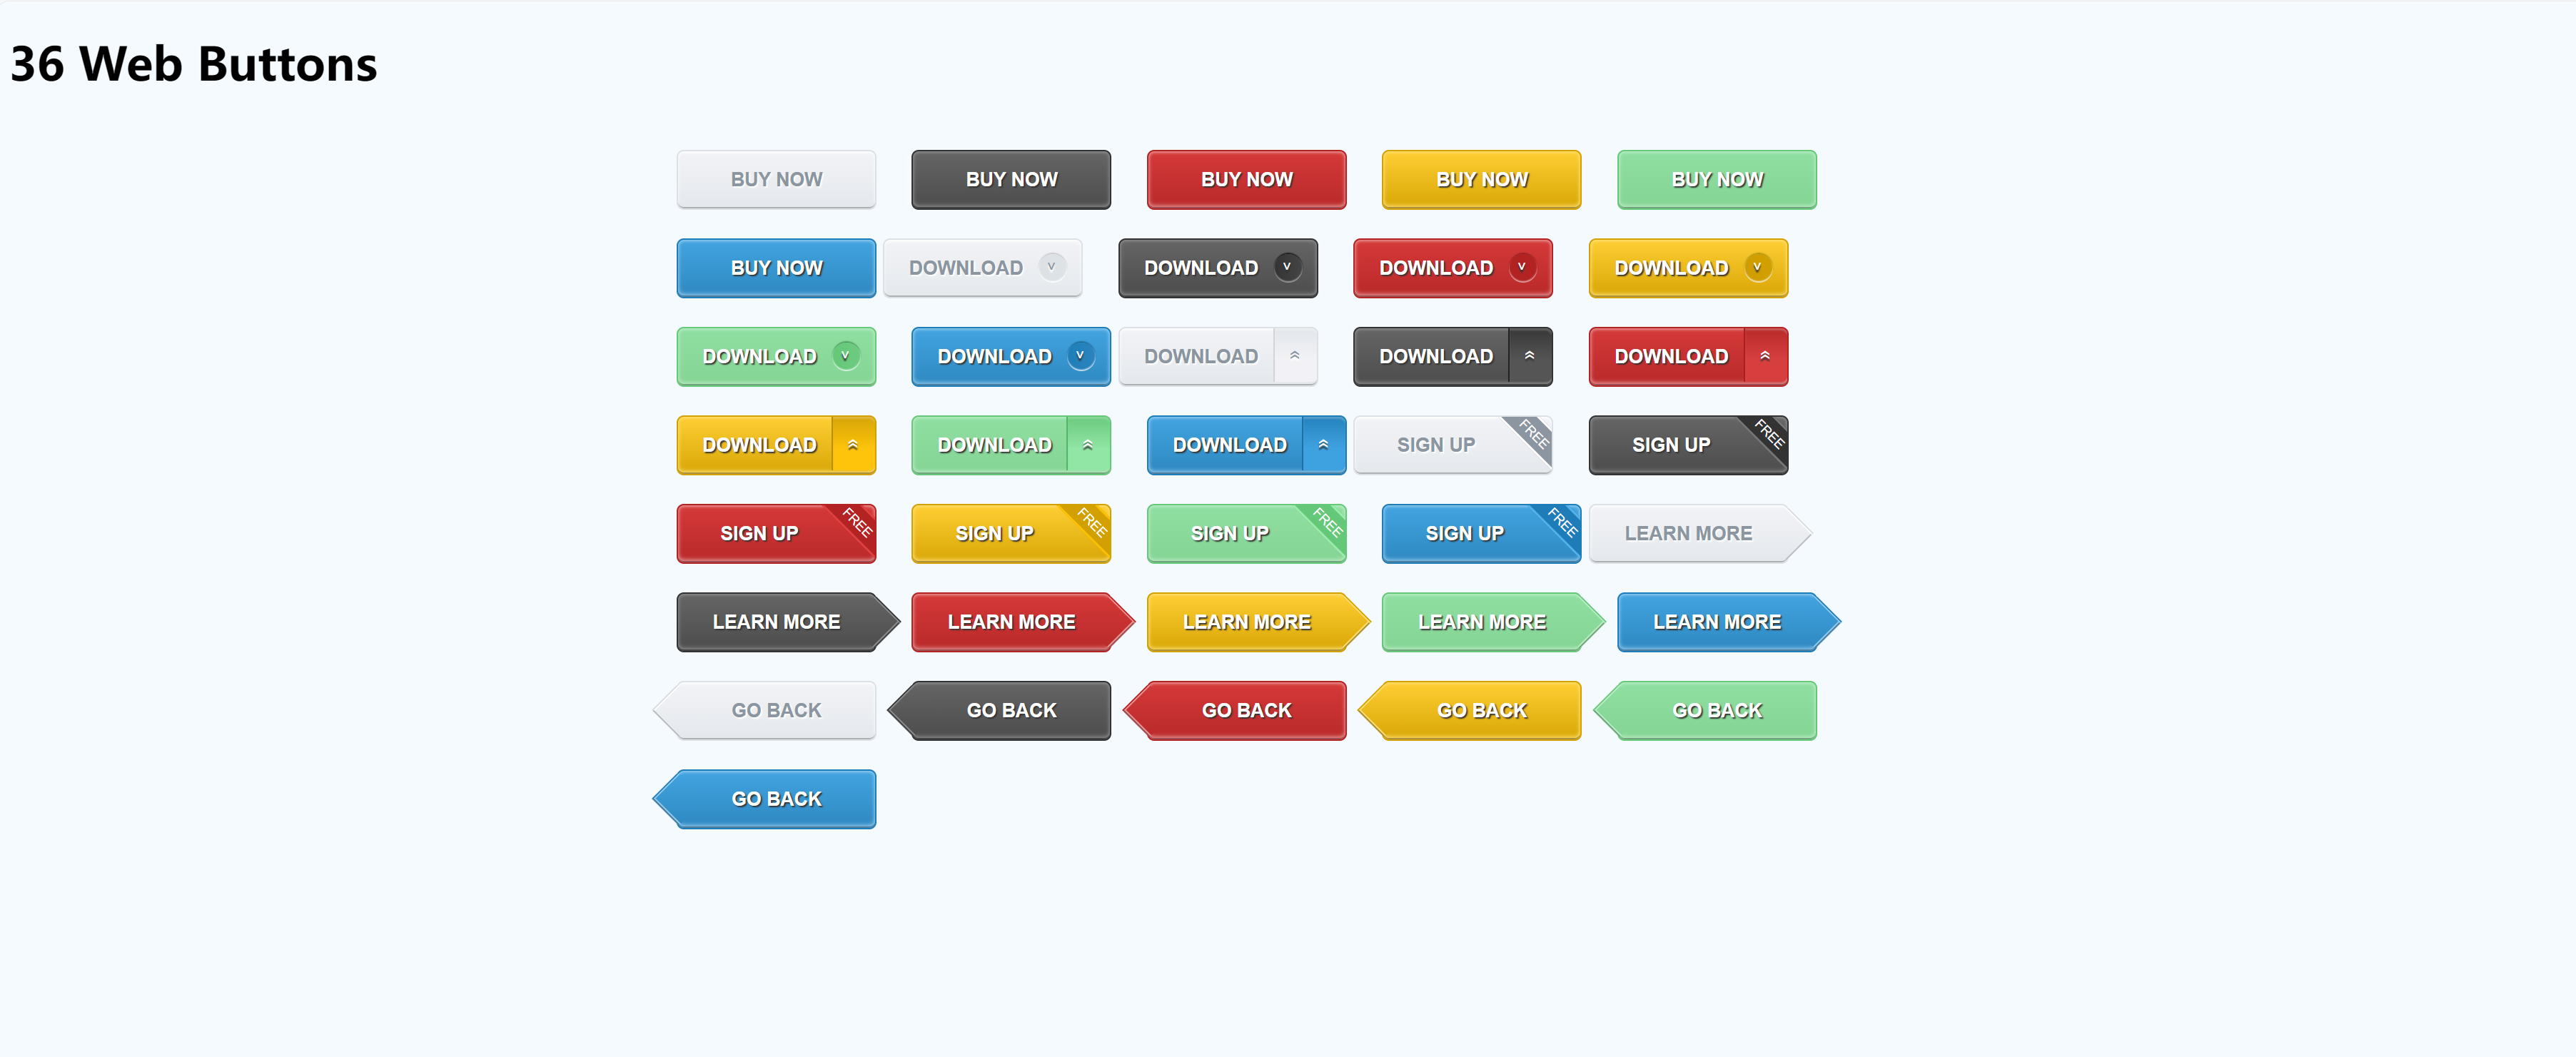 36 Web Buttons
BUY NOW BUY NOW BUY NOW BUY NOW BUY NOW
BUY NOW DOWNLOAD v DOWNLOAD v DOWNLOAD v DOWNLOAD v
DOWNLOAD v DOWNLOAD v DOWNLOAD « DOWNLOAD « DOWNLOAD «
DOWNLOAD « DOWNLOAD « DOWNLOAD « SIGN UP FREE SIGN UP FREE
SIGN UP FREE SIGN UP FREE SIGN UP FREE SIGN UP FREE LEARN MORE
LEARN MORE LEARN MORE LEARN MORE LEARN MORE LEARN MORE
GO BACK GO BACK GO BACK GO BACK GO BACK
GO BACK